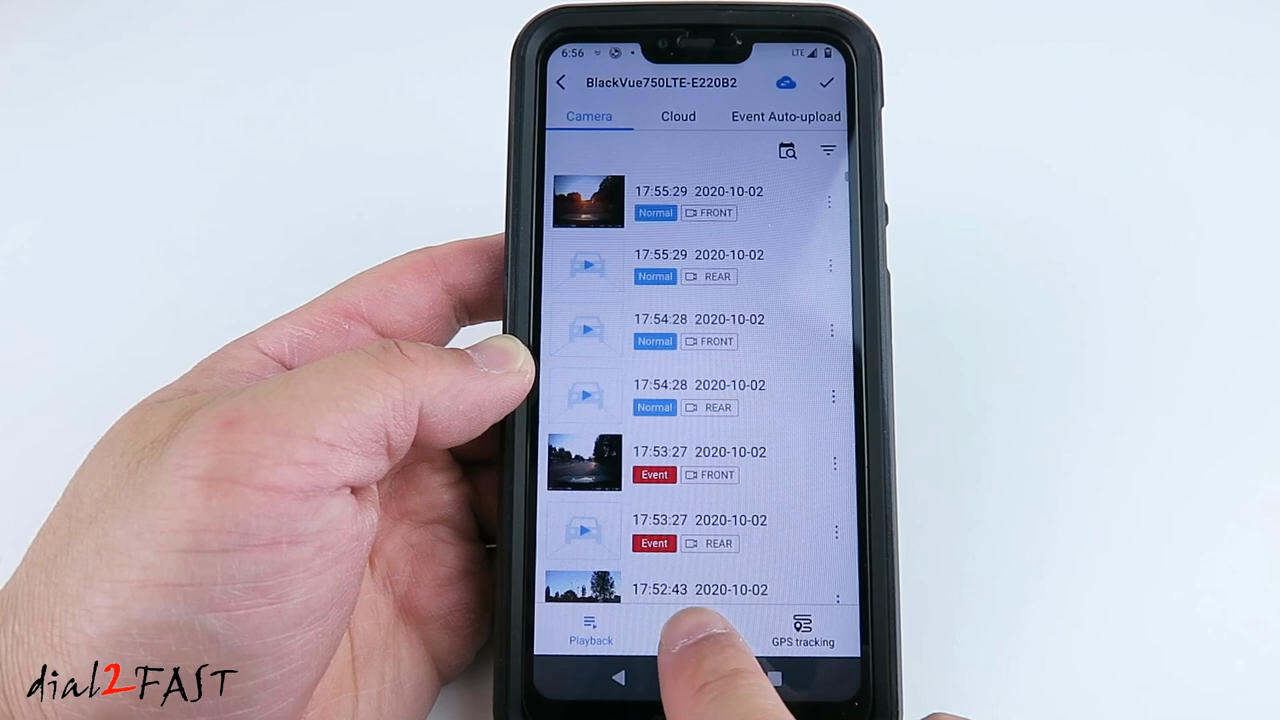 6:56 LTE
BlackVue750LTE-E220B2
Camera Cloud Event Auto-upload
17:55:29 2020-10-02
Normal FRONT
17:55:29 2020-10-02
Normal REAR
17:54:28 2020-10-02
Normal FRONT
17:54:28 2020-10-02
Normal REAR
17:53:27 2020-10-02
Event FRONT
17:53:27 2020-10-02
Event REAR
17:52:43 2020-10-02
Playback GPS tracking
dial2FAST